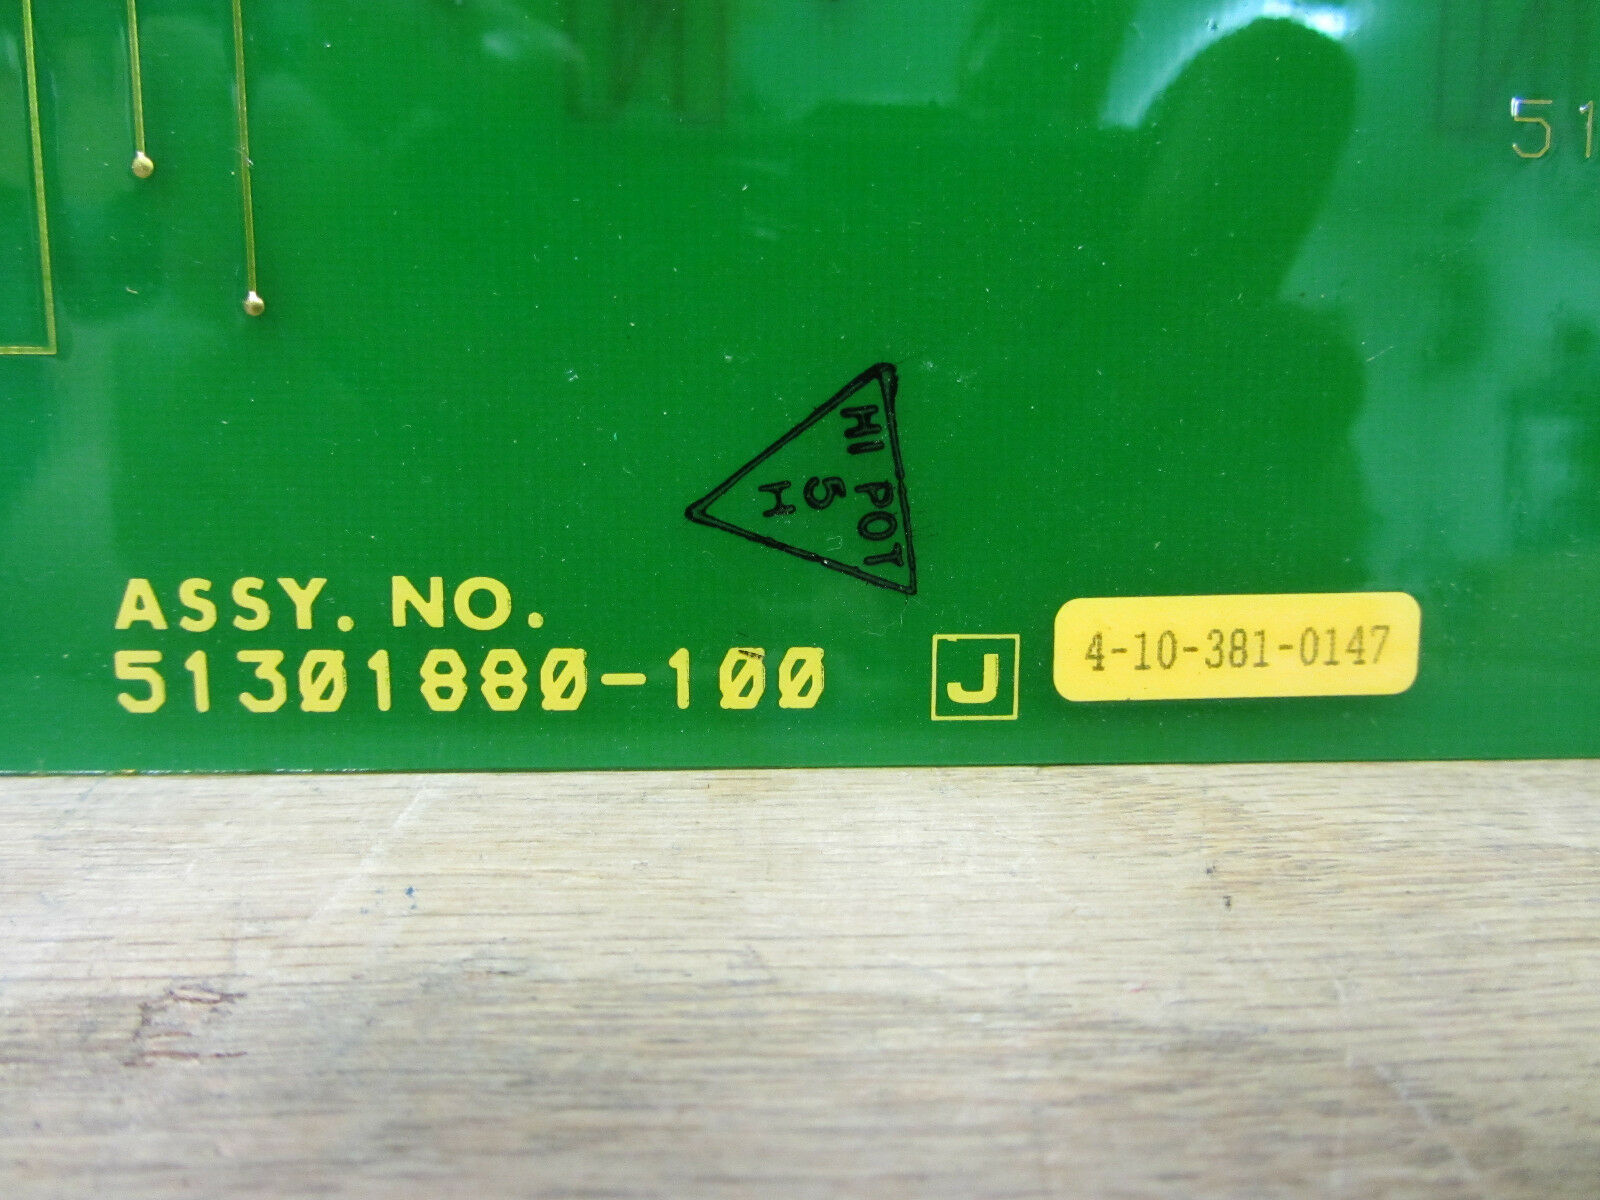 51
HI POT
5
H
ASSY. NO.
51301880-100 J 4-10-381-0147